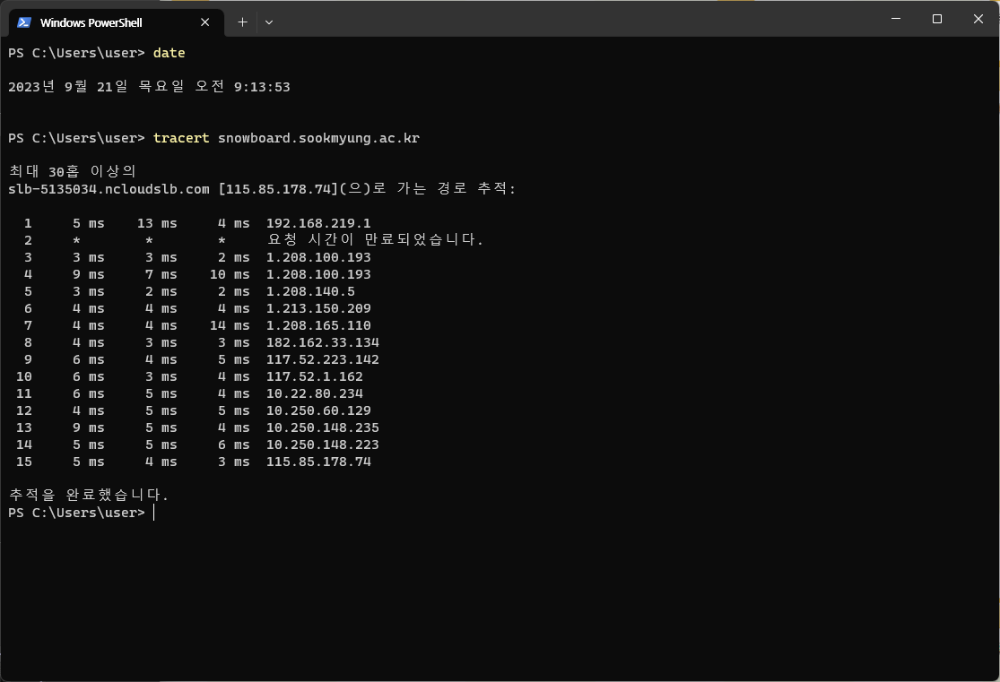 Windows PowerShell
PS C:\Users\user> date
2023년 9월 21일 목요일 오전 9:13:53
PS C:\Users\user> tracert snowboard.sookmyung.ac.kr
최대 30홉 이상의
slb-5135034.ncloudslb.com [115.85.178.74](으)로 가는 경로 추적:
1 5 ms 13 ms 4 ms 192.168.219.1
2 * * * 요청 시간이 만료되었습니다.
3 3 ms 3 ms 2 ms 1.208.100.193
4 9 ms 7 ms 10 ms 1.208.100.193
5 3 ms 2 ms 2 ms 1.208.140.5
6 4 ms 4 ms 4 ms 1.213.150.209
7 4 ms 4 ms 14 ms 1.208.165.110
8 4 ms 3 ms 3 ms 182.162.33.134
9 6 ms 4 ms 5 ms 117.52.223.142
10 6 ms 3 ms 4 ms 117.52.1.162
11 6 ms 5 ms 4 ms 10.22.80.234
12 4 ms 5 ms 5 ms 10.250.60.129
13 9 ms 5 ms 4 ms 10.250.148.235
14 5 ms 5 ms 6 ms 10.250.148.223
15 5 ms 4 ms 3 ms 115.85.178.74
추적을 완료했습니다.
PS C:\Users\user>